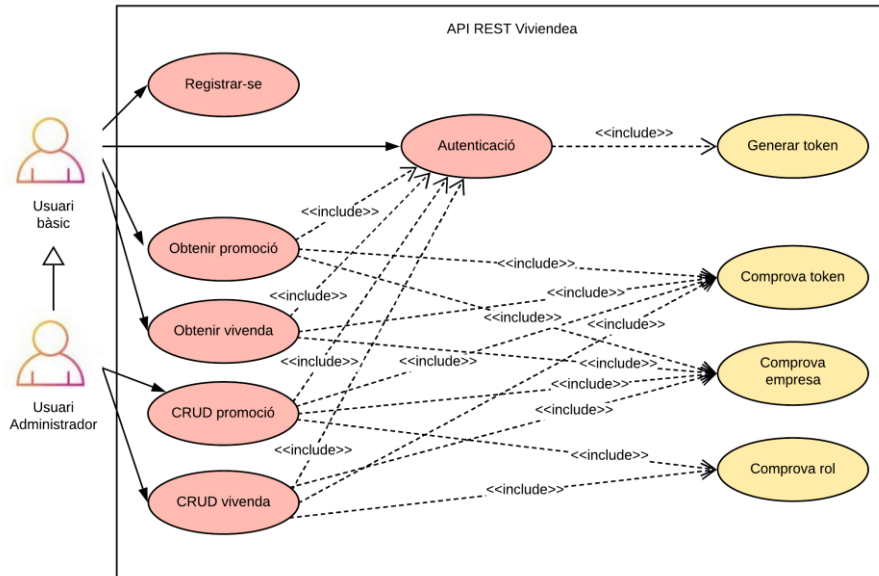 API REST Viviendea
Registrar-se
Autenticació
<<include>>
Generar token
Usuari
bàsic
<<include>>
Obtenir promoció
<<include>>
Comprova token
<<include>>
Obtenir vivenda
<<include>>
<<include>>
<<include>>
<<include>>
<<include>>
Comprova
empresa
Usuari
Administrador
CRUD promoció
<<include>>
<<include>>
<<include>>
<<include>>
CRUD vivenda
<<include>>
Comprova rol